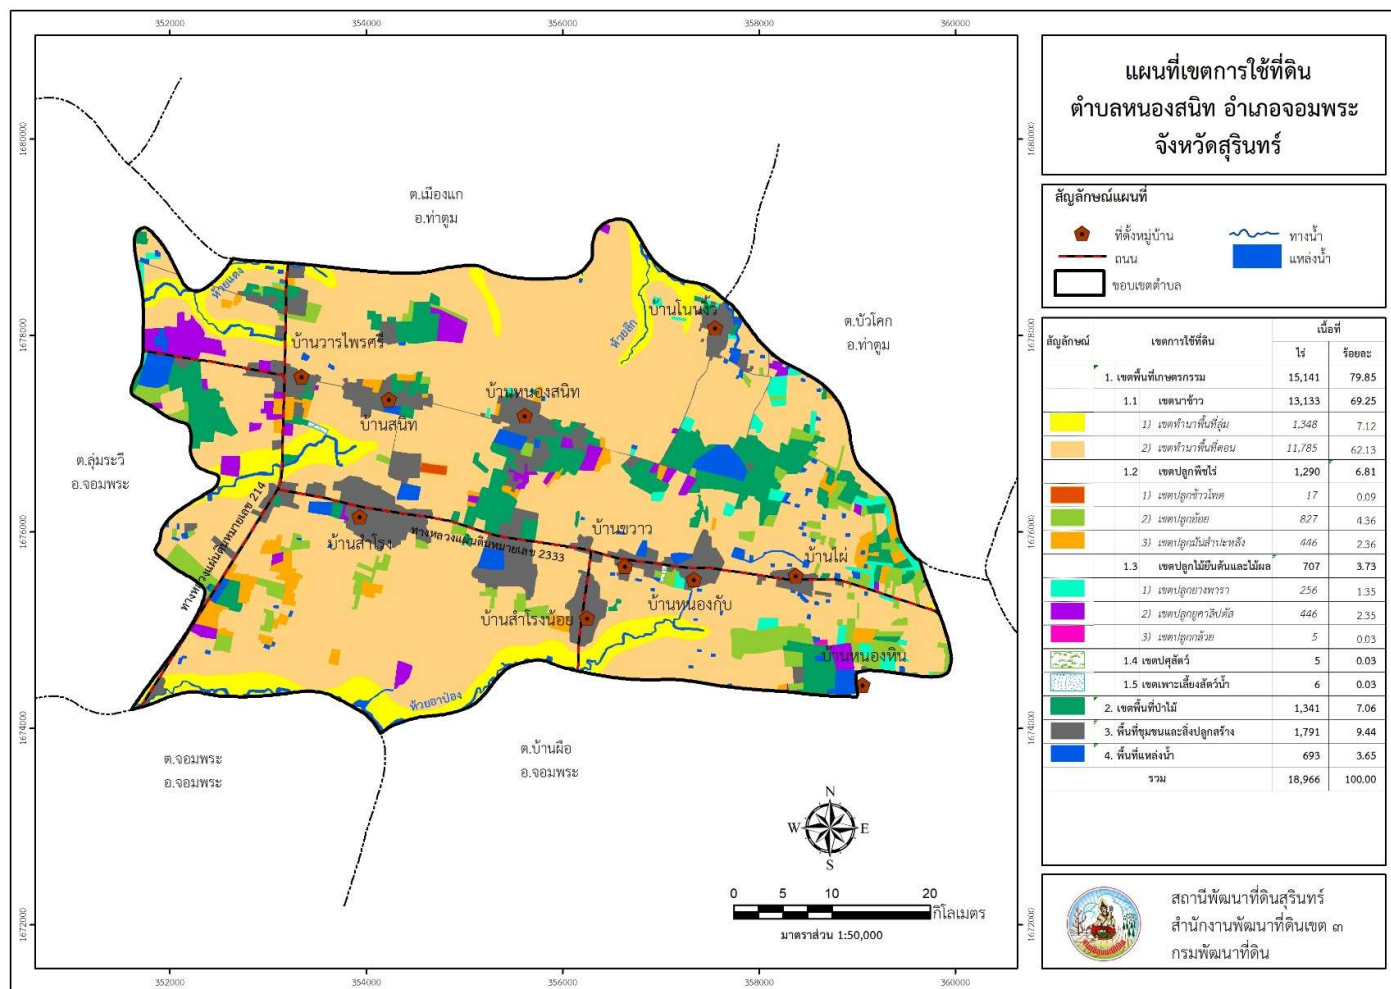 352000
354000
356000
358000
360000
1680000
1678000
1676000
1674000
1672000
1680000
1678000
1676000
1674000
1672000
ต.เมืองแก
อ.ท่าตูม
ต.บัวโคก
อ.ท่าตูม
ต.ลุ่มระวี
อ.จอมพระ
ต.จอมพระ
อ.จอมพระ
ต.บ้านผือ
อ.จอมพระ
ห้วยแดง
ห้วยลึก
ห้วยอาปอง
บ้านโนนงิ้ว
บ้านวารไพรศรี
บ้านหนองสนิท
บ้านสนิท
บ้านสำโรง
บ้านขวาว
บ้านไผ่
บ้านหนองกับ
บ้านสำโรงน้อย
บ้านหนองหิน
ทางหลวงแผ่นดินหมายเลข 214
ทางหลวงแผ่นดินหมายเลข 2333
N
W
E
S
0 5 10 20
กิโลเมตร
มาตราส่วน 1:50,000
352000
354000
356000
358000
360000
แผนที่เขตการใช้ที่ดิน
ตำบลหนองสนิท อำเภอจอมพระ
จังหวัดสุรินทร์
สัญลักษณ์แผนที่
ที่ตั้งหมู่บ้าน ทางน้ำ
ถนน แหล่งน้ำ
ขอบเขตตำบล
สัญลักษณ์ เขตการใช้ที่ดิน เนื้อที่
ไร่ ร้อยละ
1. เขตพื้นที่เกษตรกรรม 15,141 79.85
1.1 เขตนาข้าว 13,133 69.25
1) เขตทำนาพื้นที่ลุ่ม 1,348 7.12
2) เขตทำนาพื้นที่ดอน 11,785 62.13
1.2 เขตปลูกพืชไร่ 1,290 6.81
1) เขตปลูกข้าวโพด 17 0.09
2) เขตปลูกอ้อย 827 4.36
3) เขตปลูกมันสำปะหลัง 446 2.36
1.3 เขตปลูกไม้ยืนต้นและไม้ผล 707 3.73
1) เขตปลูกยางพารา 256 1.35
2) เขตปลูกยูคาลิปตัส 446 2.35
3) เขตปลูกกล้วย 5 0.03
1.4 เขตปศุสัตว์ 5 0.03
1.5 เขตเพาะเลี้ยงสัตว์น้ำ 6 0.03
2. เขตพื้นที่ป่าไม้ 1,341 7.06
3. พื้นที่ชุมชนและสิ่งปลูกสร้าง 1,791 9.44
4. พื้นที่แหล่งน้ำ 693 3.65
รวม 18,966 100.00
สถานีพัฒนาที่ดินสุรินทร์
สำนักงานพัฒนาที่ดินเขต ๓
กรมพัฒนาที่ดิน